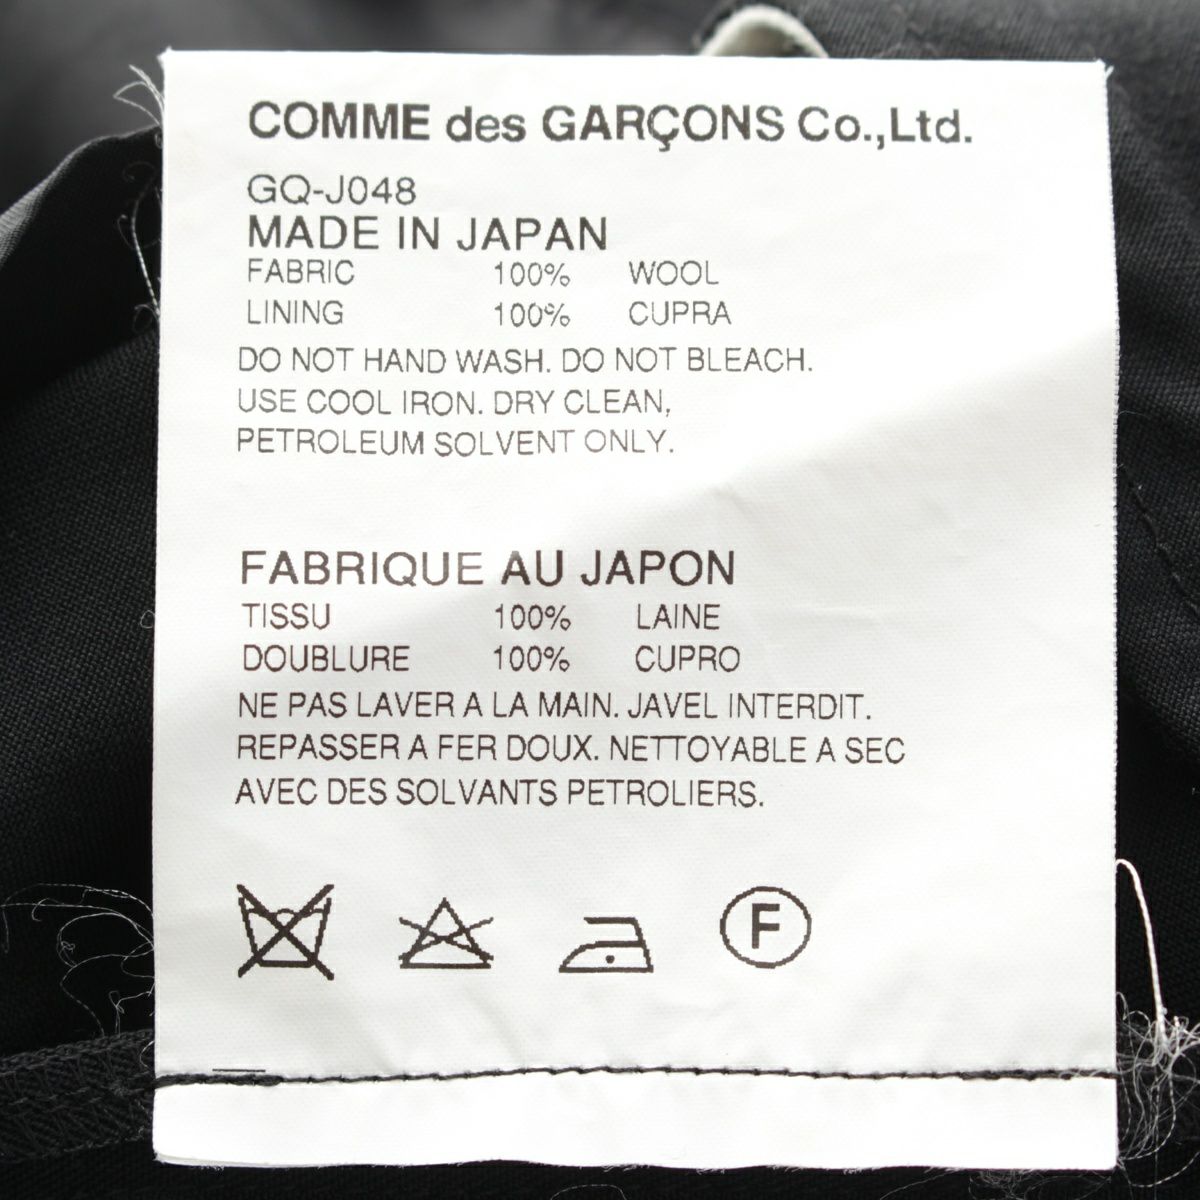 COMME des GARÇONS Co.,Ltd.
GQ-J048
MADE IN JAPAN
FABRIC 100% WOOL
LINING 100% CUPRA
DO NOT HAND WASH. DO NOT BLEACH.
USE COOL IRON. DRY CLEAN,
PETROLEUM SOLVENT ONLY.
FABRIQUE AU JAPON
TISSU 100% LAINE
DOUBLURE 100% CUPRO
NE PAS LAVER A LA MAIN. JAVEL INTERDIT.
REPASSER A FER DOUX. NETTOYABLE A SEC
AVEC DES SOLVANTS PETROLIERS.
F